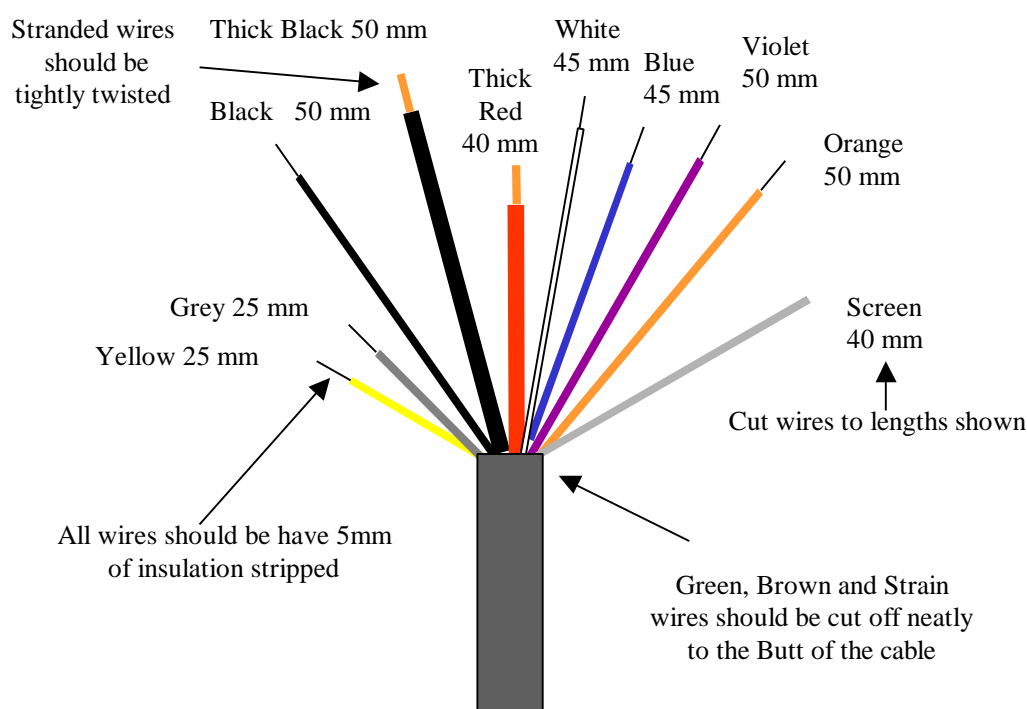 Stranded wires
should be
tightly twisted
Thick Black 50 mm
Black 50 mm
Thick
Red
40 mm
White
45 mm
Blue
45 mm
Violet
50 mm
Orange
50 mm
Grey 25 mm
Yellow 25 mm
Screen
40 mm
Cut wires to lengths shown
All wires should be have 5mm
of insulation stripped
Green, Brown and Strain
wires should be cut off neatly
to the Butt of the cable